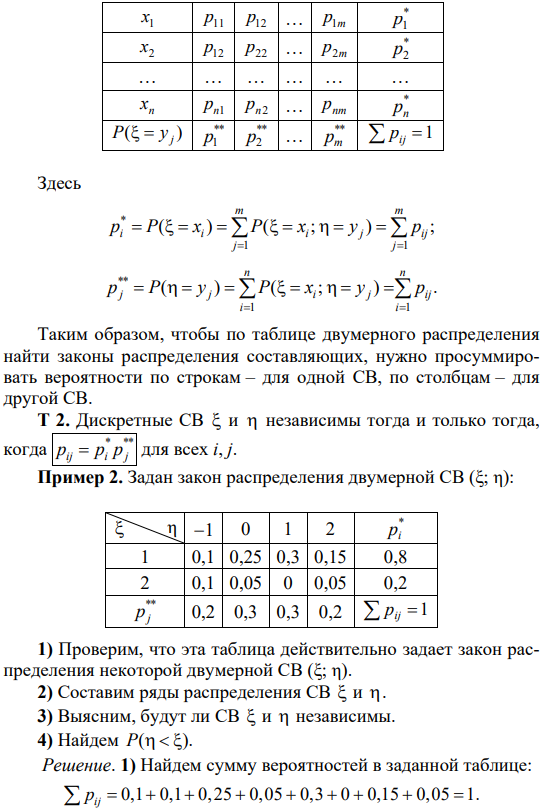 x₁ p₁₁ p₁₂ … p₁ₘ p₁*
x₂ p₁₂ p₂₂ … p₂ₘ p₂*
… … … … … …
xₙ pₙ₁ pₙ₂ … pₙₘ pₙ*
P(ξ = yⱼ) p₁** p₂** … pₘ** ∑ pᵢⱼ = 1
Здесь
pᵢ* = P(ξ = xᵢ) = ∑_{j=1}^{m} P(ξ = xᵢ; η = yⱼ) = ∑_{j=1}^{m} pᵢⱼ;
pⱼ** = P(η = yⱼ) = ∑_{i=1}^{n} P(ξ = xᵢ; η = yⱼ) = ∑_{i=1}^{n} pᵢⱼ.
Таким образом, чтобы по таблице двумерного распределения
найти законы распределения составляющих, нужно просуммиро-
вать вероятности по строкам – для одной СВ, по столбцам – для
другой СВ.
Т 2. Дискретные СВ ξ и η независимы тогда и только тогда,
когда pᵢⱼ = pᵢ* pⱼ** для всех i, j.
Пример 2. Задан закон распределения двумерной СВ (ξ; η):
ξ η –1 0 1 2 pᵢ*
1 0,1 0,25 0,3 0,15 0,8
2 0,1 0,05 0 0,05 0,2
pⱼ** 0,2 0,3 0,3 0,2 ∑ pᵢⱼ = 1
1) Проверим, что эта таблица действительно задает закон рас-
пределения некоторой двумерной СВ (ξ; η).
2) Составим ряды распределения СВ ξ и η.
3) Выясним, будут ли СВ ξ и η независимы.
4) Найдем P(η < ξ).
Решение. 1) Найдем сумму вероятностей в заданной таблице:
∑ pᵢⱼ = 0,1 + 0,1 + 0,25 + 0,05 + 0,3 + 0 + 0,15 + 0,05 = 1.